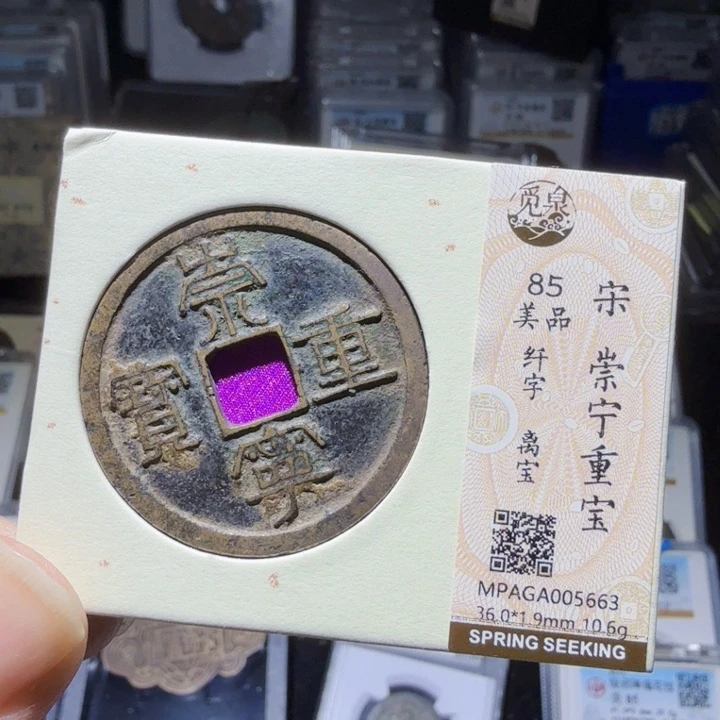 崇
寧
重
寶
觅泉
85
美品
纤字
离宝
宋
崇宁重宝
MPAGA005663
36.0*1.9mm 10.6g
SPRING SEEKING